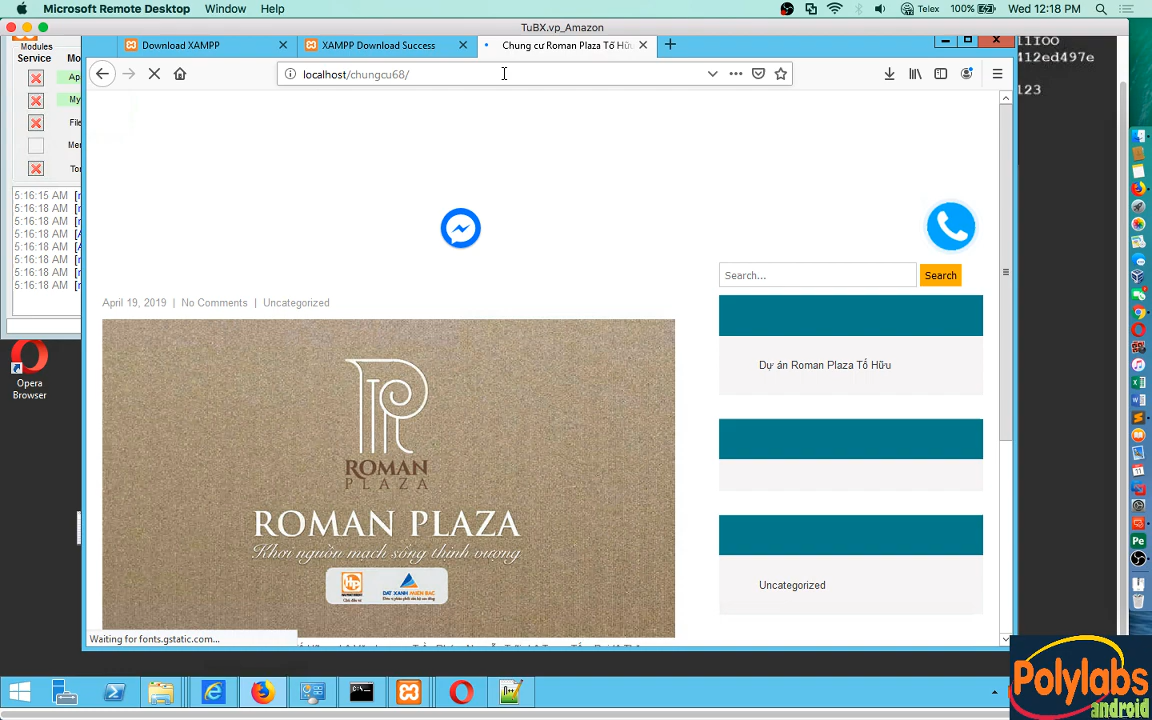 Microsoft Remote Desktop Window Help
Telex 100% Wed 12:18 PM
TuBX.vp_Amazon
Modules
Service
Download XAMPP
XAMPP Download Success
Chung cư Roman Plaza Tố Hữu
localhost/chungcu68/
412ed497e
123
5:16:15 AM
5:16:18 AM
5:16:18 AM
5:16:18 AM
5:16:18 AM
5:16:18 AM
5:16:18 AM
5:16:18 AM
Opera
Browser
Search...
Search
April 19, 2019 | No Comments | Uncategorized
Dự án Roman Plaza Tố Hữu
Uncategorized
ROMAN
PLAZA
ROMAN PLAZA
Khơi nguồn mạch sống thịnh vượng
ĐẤT XANH MIỀN BẮC
Waiting for fonts.gstatic.com...
Polylabs
android